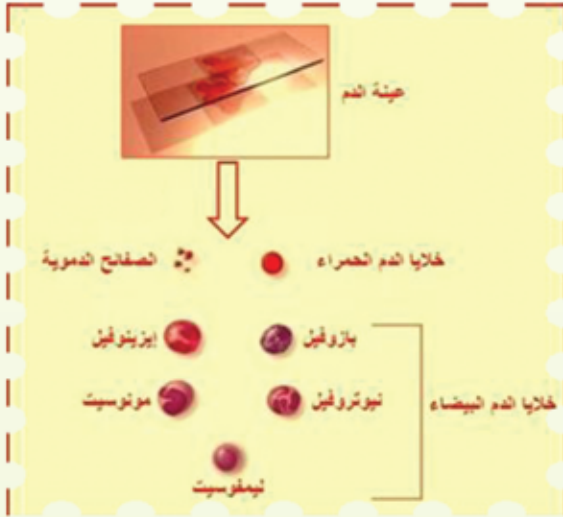 عينة الدم
خلايا الدم الحمراء
الصفائح الدموية
بازوفيل
إيزينوفيل
نيوتروفيل
مونوسيت
خلايا الدم البيضاء
ليمفوسيت